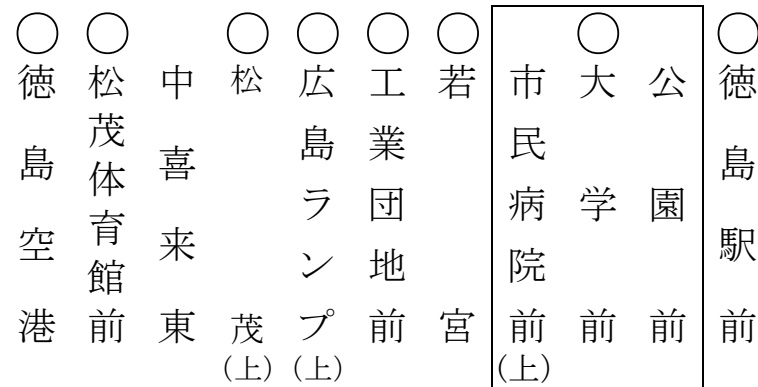 ○徳島空港
○松茂体育館前
中喜来東
○松茂(上)
○広島ランプ(上)
○工業団地前
○若宮
市民病院前(上)
○大学前
公園前
○徳島駅前